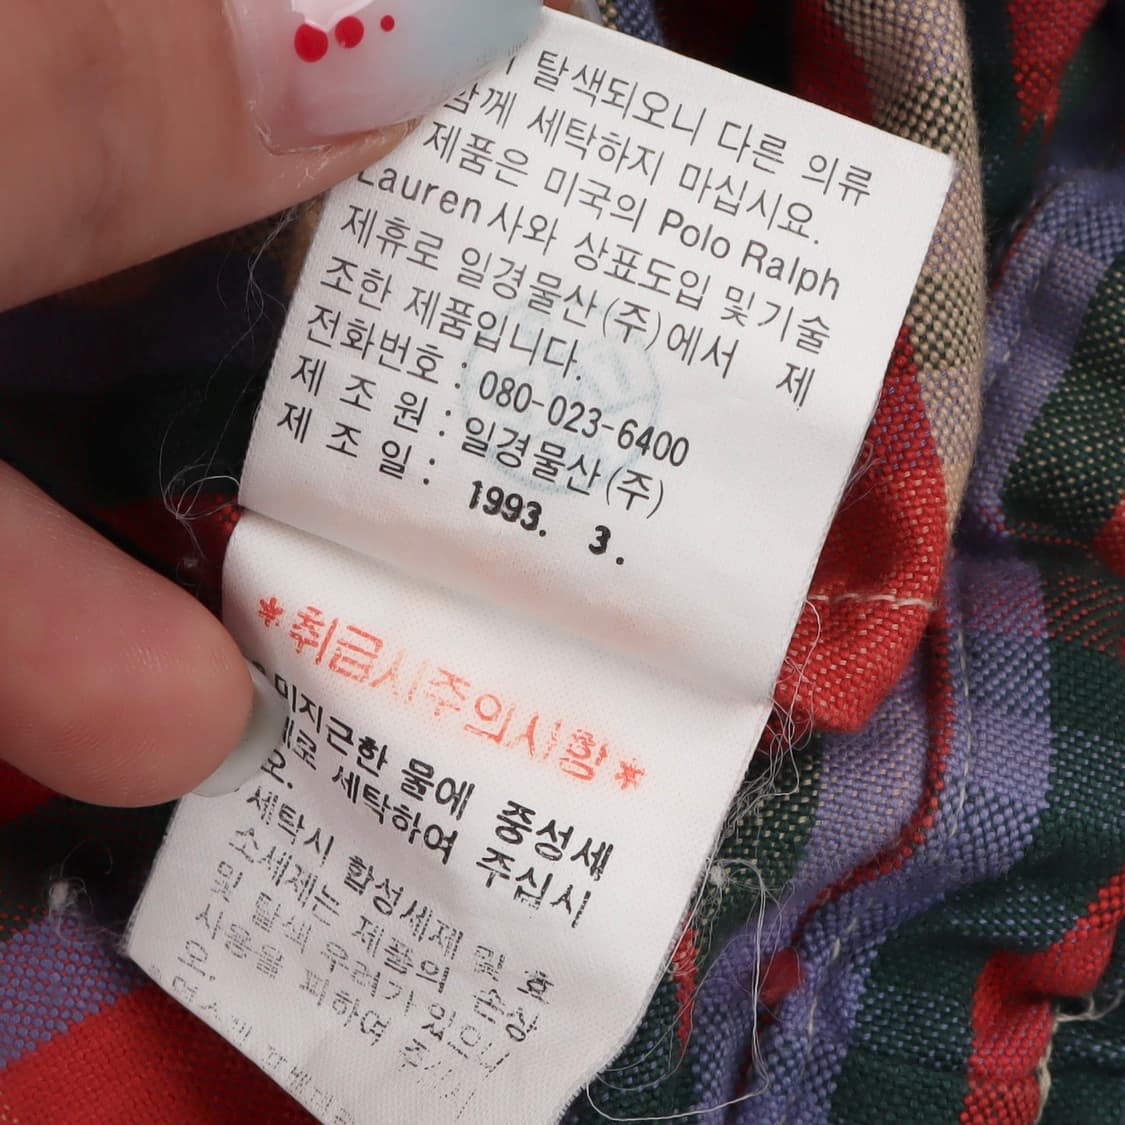 탈색되오니 다른 의류
함께 세탁하지 마십시요.
제품은 미국의 Polo Ralph
Lauren사와 상표도입 및 기술
제휴로 일경물산(주)에서 제
조한 제품입니다.
전화번호 : 080-023-6400
제 조 원 : 일경물산(주)
제 조 일 : 1993. 3.
*취급시주의사항*
미지근한 물에 중성세
제로 세탁하여 주십시
오.
세탁시 합성세제 및 효
소세제는 제품의 손상
및 탈색 우려가 있으니
사용을 피하여 주십시
오.